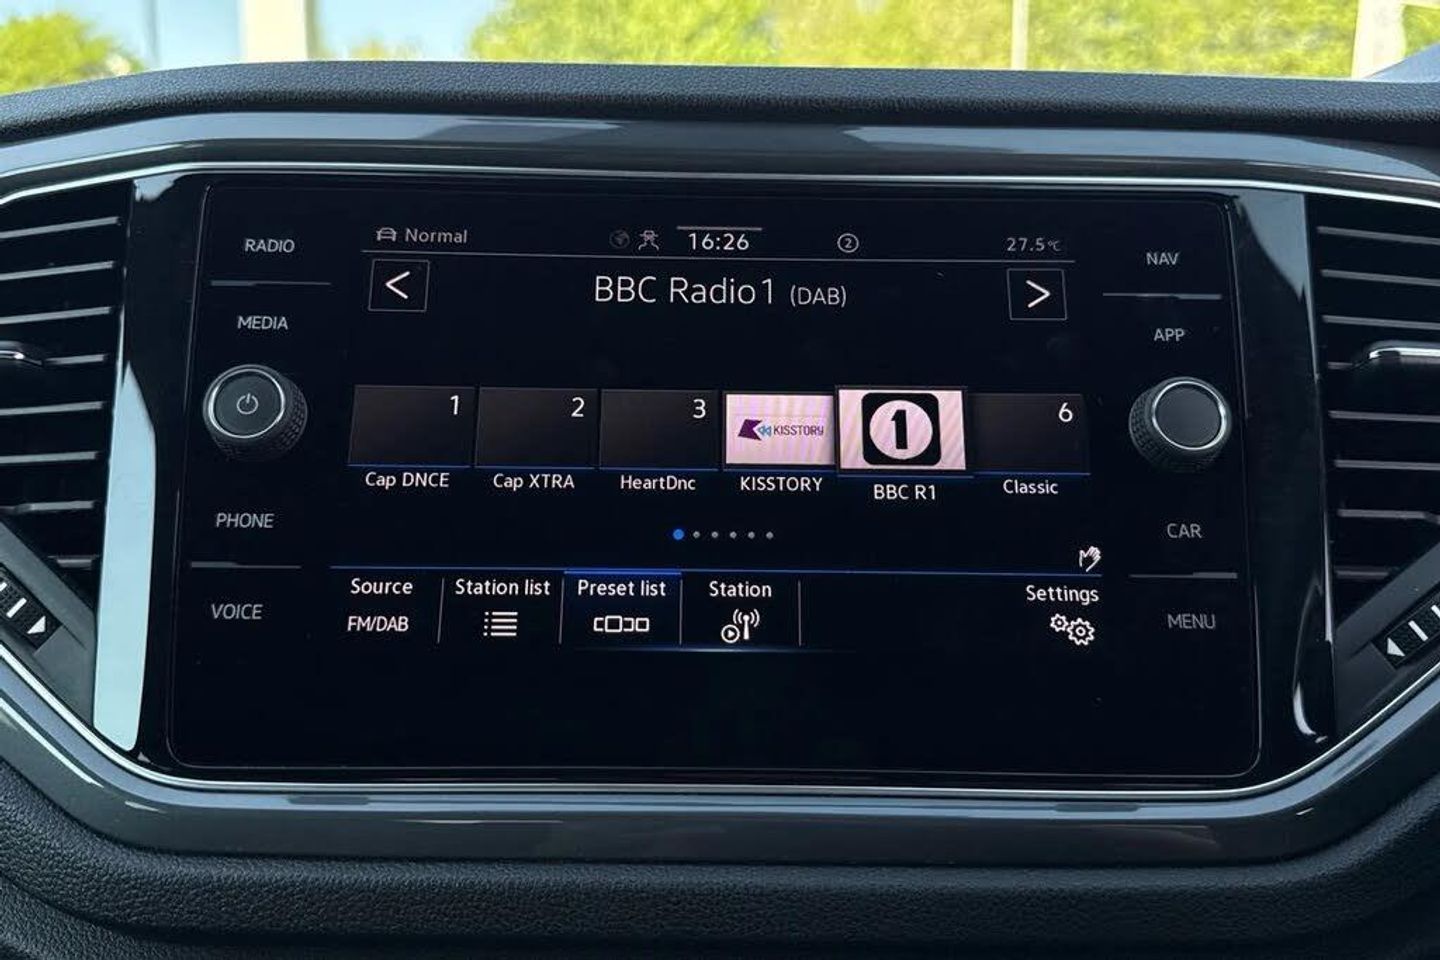 RADIO
MEDIA
PHONE
VOICE
Normal
16:26
2
27.5°C
<
BBC Radio1 (DAB)
>
1
2
3
KISSTORY
1
6
Cap DNCE
Cap XTRA
HeartDnc
KISSTORY
BBC R1
Classic
Source
Station list
Preset list
Station
Settings
FM/DAB
NAV
APP
CAR
MENU